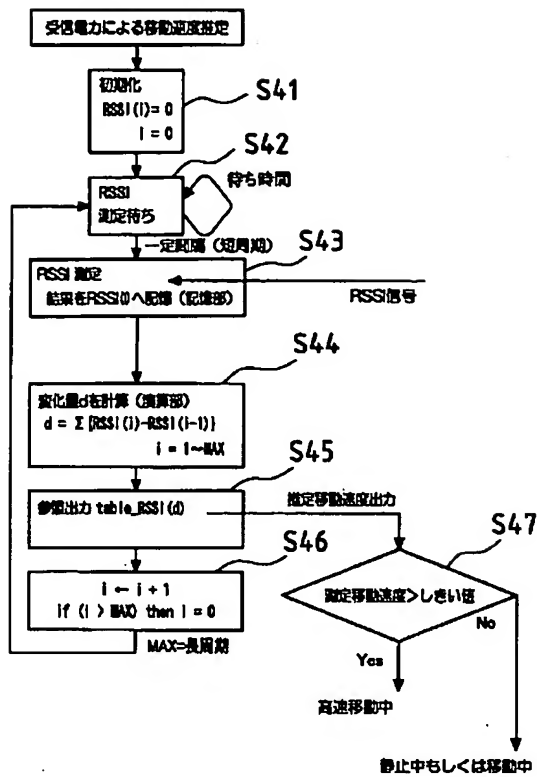 受信電力による移動速度推定
初期化
RSSI(i)= 0
i = 0
S41
S42
RSSI
測定待ち
待ち時間
一定間隔（短周期）
S43
RSSI測定
結果をRSSI(i)へ記憶（記憶部）
RSSI信号
S44
変化量dを計算（演算部）
d = Σ{RSSI(i)-RSSI(i-1)}
i = 1~MAX
S45
参照出力 table_RSSI(d)
推定移動速度出力
S46
i ← i + 1
if (i > MAX) then i = 0
MAX=長周期
S47
測定移動速度>しきい値
No
Yes
高速移動中
静止中もしくは移動中